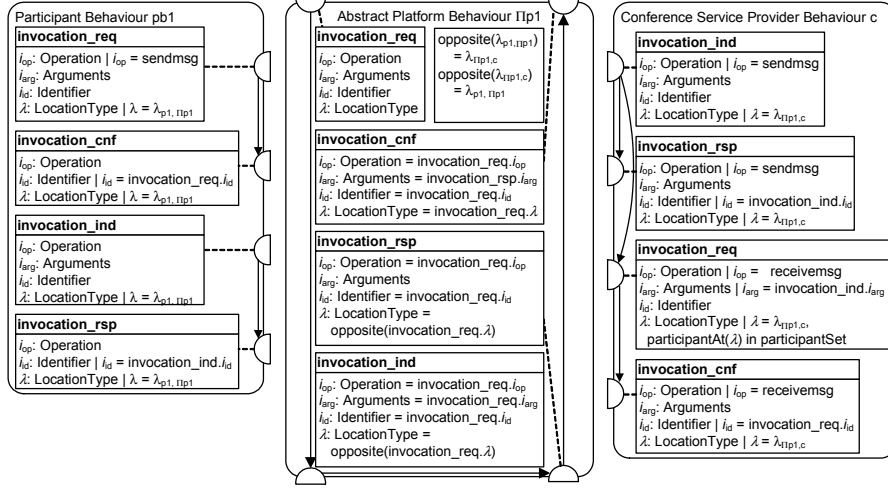 Participant Behaviour pb1
invocation_req
iop: Operation | iop = sendmsg
iarg: Arguments
iid: Identifier
λ: LocationType | λ = λp1, Πp1
invocation_cnf
iop: Operation
iid: Identifier | iid = invocation_req.iid
λ: LocationType | λ = λp1, Πp1
invocation_ind
iop: Operation
iarg: Arguments
iid: Identifier
λ: LocationType | λ = λp1, Πp1
invocation_rsp
iop: Operation
iid: Identifier | iid = invocation_ind.iid
λ: LocationType | λ = λp1, Πp1
Abstract Platform Behaviour Πp1
invocation_req
iop: Operation
iarg: Arguments
iid: Identifier
λ: LocationType
opposite(λp1,Πp1)
= λΠp1,c
opposite(λΠp1,c)
= λp1, Πp1
invocation_cnf
iop: Operation = invocation_req.iop
iarg: Arguments = invocation_rsp.iarg
iid: Identifier = invocation_req.iid
λ: LocationType = invocation_req.λ
invocation_rsp
iop: Operation = invocation_req.iop
iarg: Arguments
iid: Identifier = invocation_req.iid
λ: LocationType =
opposite(invocation_req.λ)
invocation_ind
iop: Operation = invocation_req.iop
iarg: Arguments = invocation_req.iarg
iid: Identifier = invocation_req.iid
λ: LocationType =
opposite(invocation_req.λ)
Conference Service Provider Behaviour c
invocation_ind
iop: Operation | iop = sendmsg
iarg: Arguments
iid: Identifier
λ: LocationType | λ = λΠp1,c
invocation_rsp
iop: Operation | iop = sendmsg
iarg: Arguments
iid: Identifier | iid = invocation_ind.iid
λ: LocationType | λ = λΠp1,c
invocation_req
iop: Operation | iop = receivemsg
iarg: Arguments | iarg = invocation_ind.iarg
iid: Identifier
λ: LocationType | λ = λΠp1,c,
participantAt(λ) in participantSet
invocation_cnf
iop: Operation | iop = receivemsg
iarg: Arguments
iid: Identifier | iid = invocation_req.iid
λ: LocationType | λ = λΠp1,c